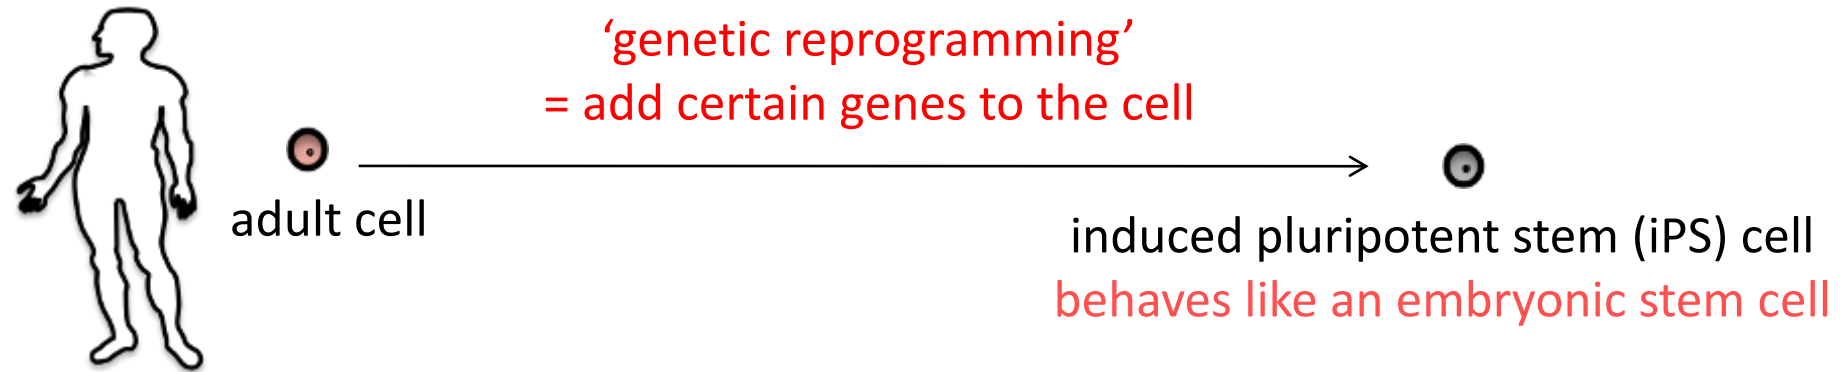 ‘genetic reprogramming’
= add certain genes to the cell
adult cell
induced pluripotent stem (iPS) cell
behaves like an embryonic stem cell